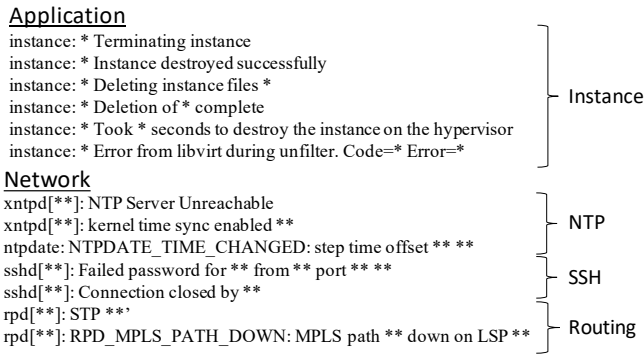 Application
instance: * Terminating instance
instance: * Instance destroyed successfully
instance: * Deleting instance files *
instance: * Deletion of * complete
instance: * Took * seconds to destroy the instance on the hypervisor
instance: * Error from libvirt during unfilter. Code=* Error=*
Instance
Network
xntpd[**]: NTP Server Unreachable
xntpd[**]: kernel time sync enabled **
ntpdate: NTPDATE_TIME_CHANGED: step time offset ** **
NTP
sshd[**]: Failed password for ** from ** port ** **
sshd[**]: Connection closed by **
SSH
rpd[**]: STP **’
rpd[**]: RPD_MPLS_PATH_DOWN: MPLS path ** down on LSP **
Routing